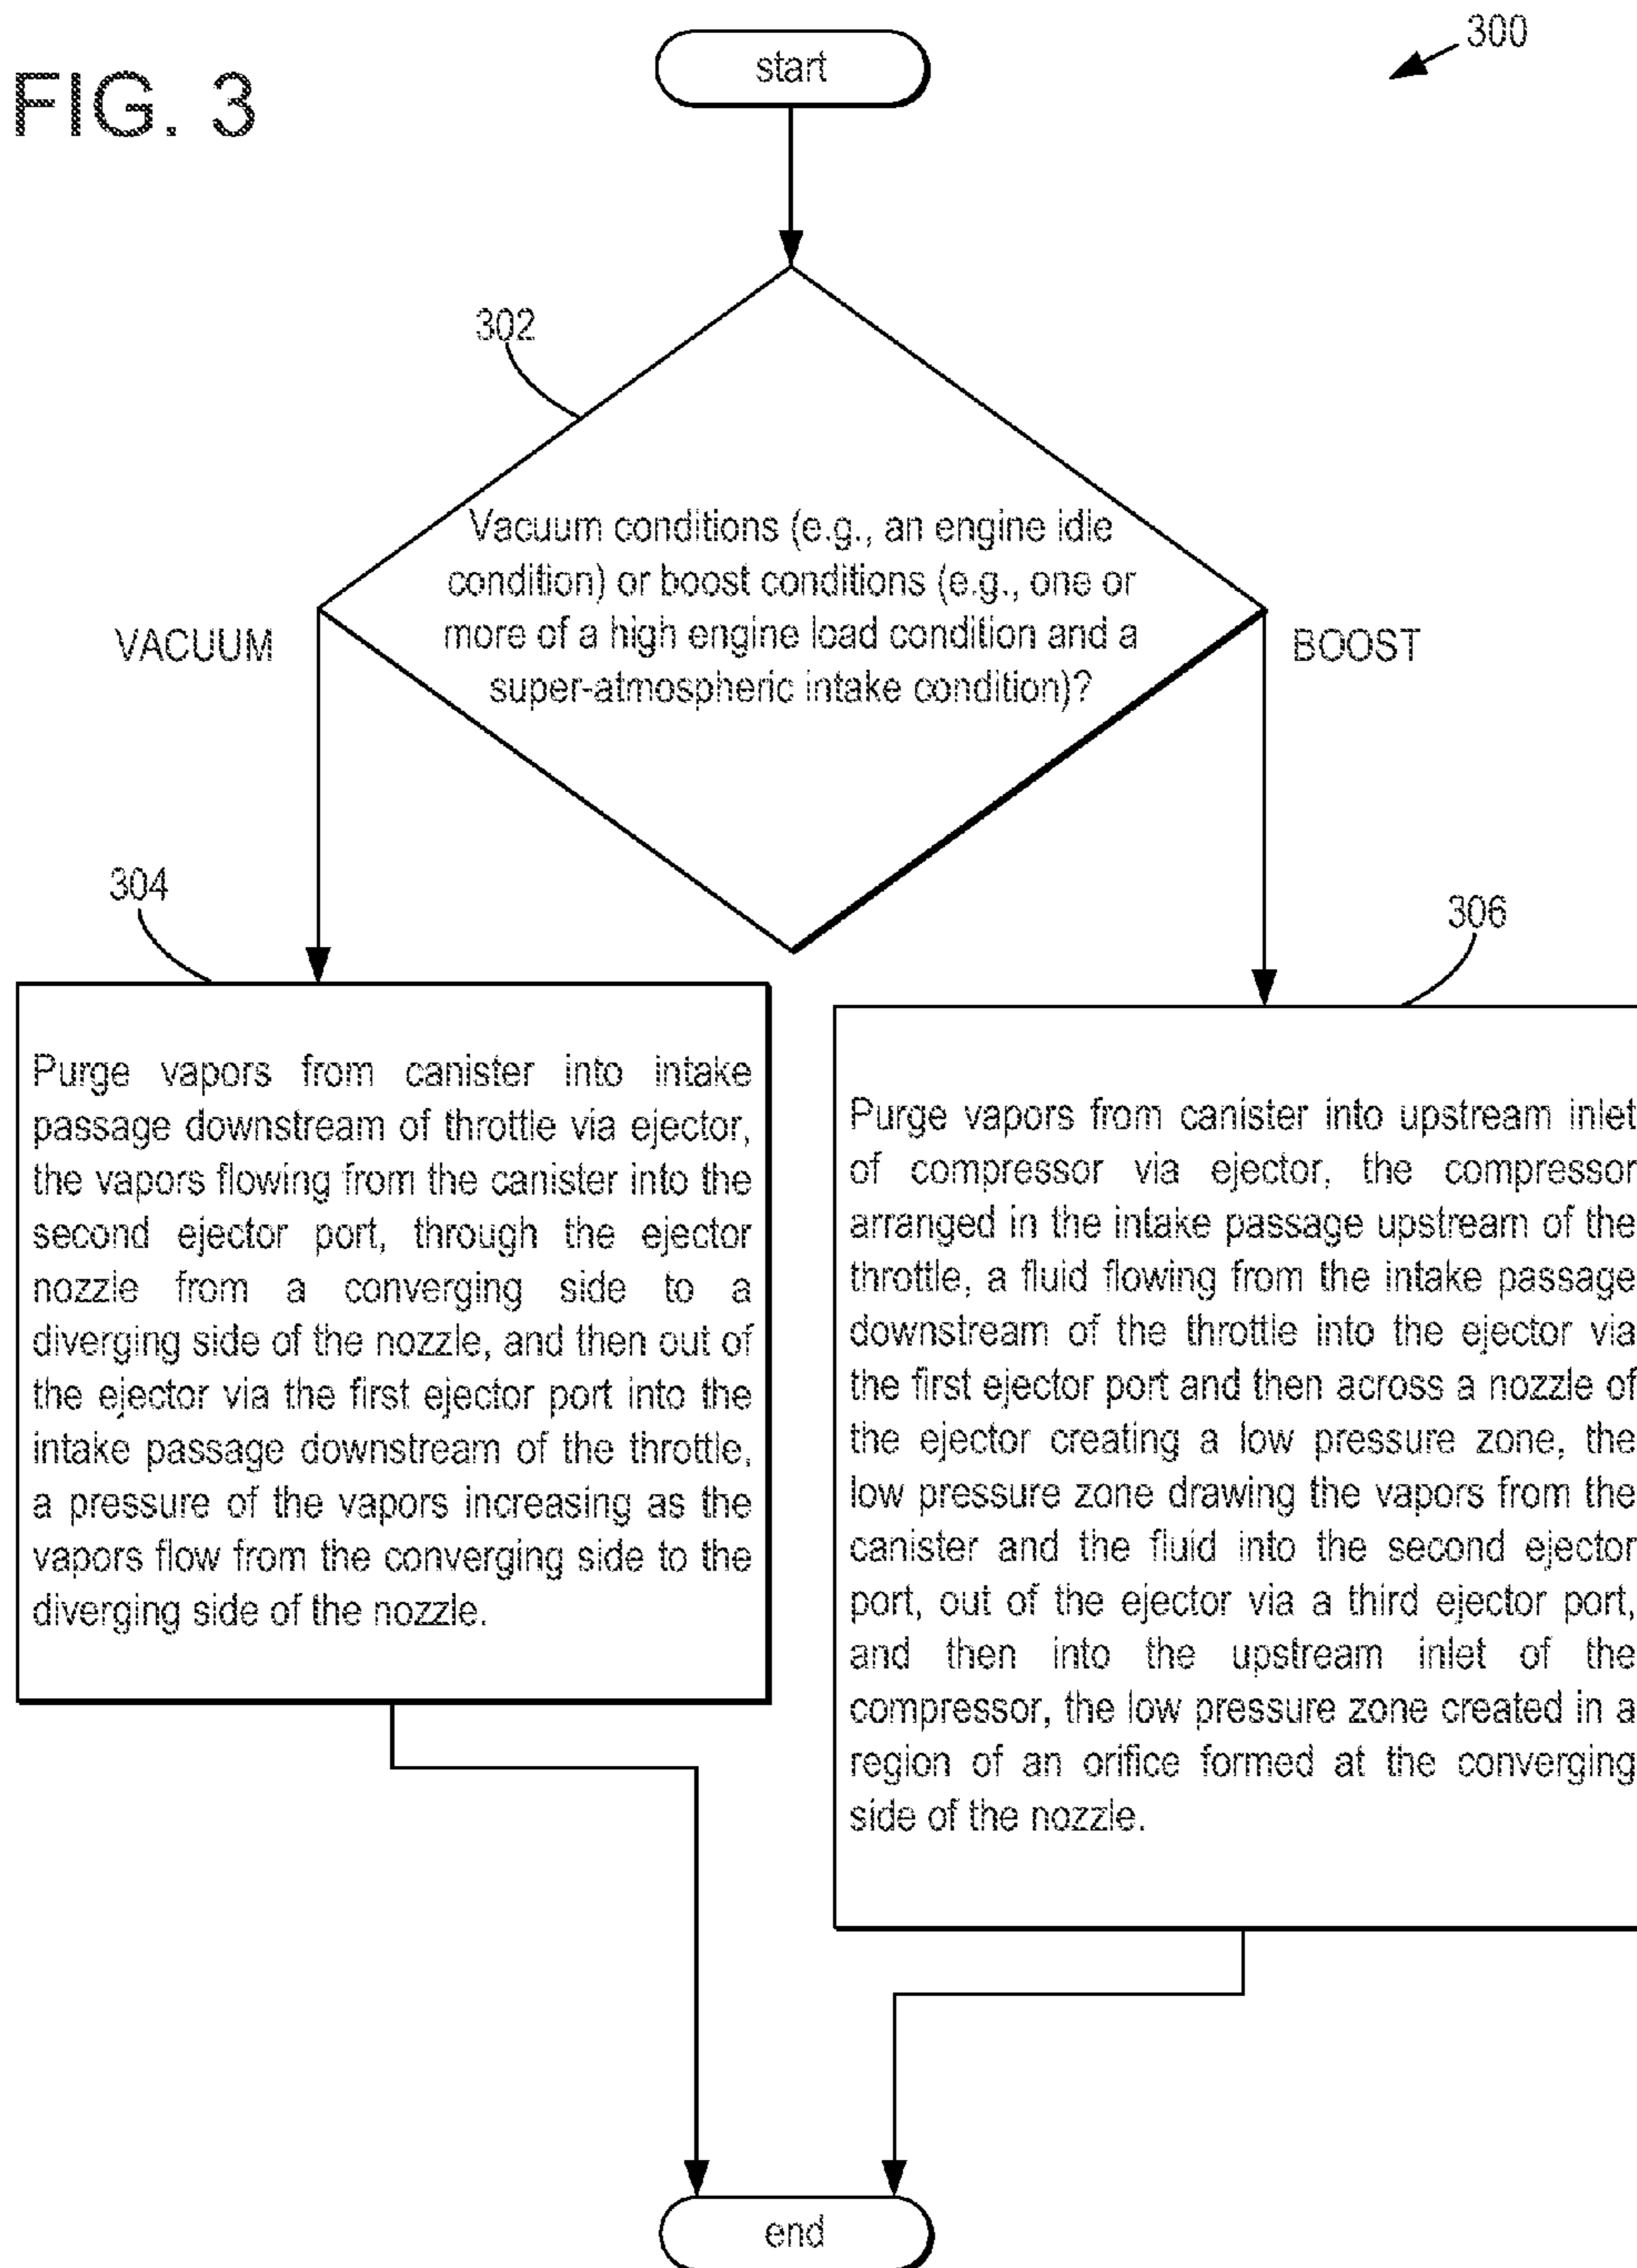 FIG. 3
start
300
302
Vacuum conditions (e.g., an engine idle
condition) or boost conditions (e.g., one or
more of a high engine load condition and a
super-atmospheric intake condition)?
VACUUM
BOOST
304
306
Purge vapors from canister into intake
passage downstream of throttle via ejector,
the vapors flowing from the canister into the
second ejector port, through the ejector
nozzle from a converging side to a
diverging side of the nozzle, and then out of
the ejector via the first ejector port into the
intake passage downstream of the throttle,
a pressure of the vapors increasing as the
vapors flow from the converging side to the
diverging side of the nozzle.
Purge vapors from canister into upstream inlet
of compressor via ejector, the compressor
arranged in the intake passage upstream of the
throttle, a fluid flowing from the intake passage
downstream of the throttle into the ejector via
the first ejector port and then across a nozzle of
the ejector creating a low pressure zone, the
low pressure zone drawing the vapors from the
canister and the fluid into the second ejector
port, out of the ejector via a third ejector port,
and then into the upstream inlet of the
compressor, the low pressure zone created in a
region of an orifice formed at the converging
side of the nozzle.
end